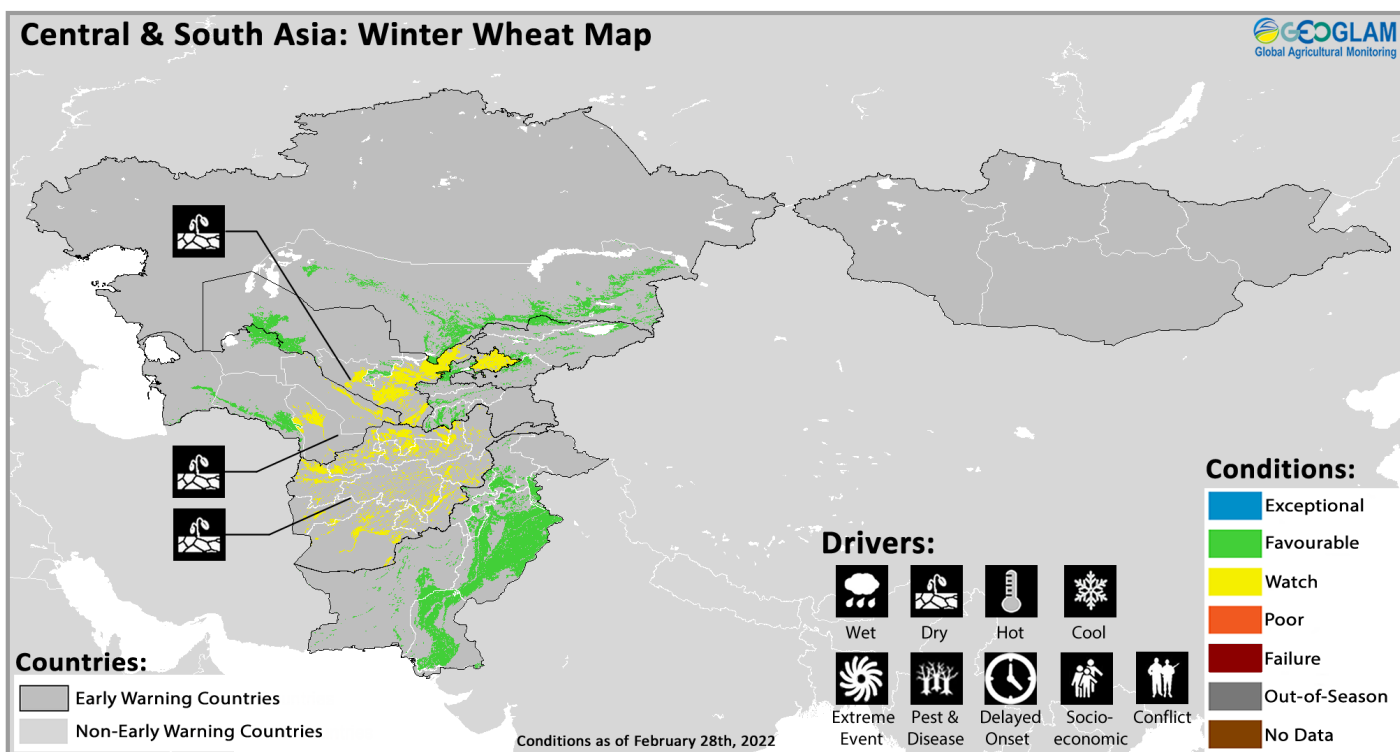 Central & South Asia: Winter Wheat Map
GEOGLAM
Global Agricultural Monitoring
Countries:
Early Warning Countries
Non-Early Warning Countries
Conditions as of February 28th, 2022
Drivers:
Wet
Dry
Hot
Cool
Extreme
Event
Pest &
Disease
Delayed
Onset
Socio-
economic
Conflict
Conditions:
Exceptional
Favourable
Watch
Poor
Failure
Out-of-Season
No Data